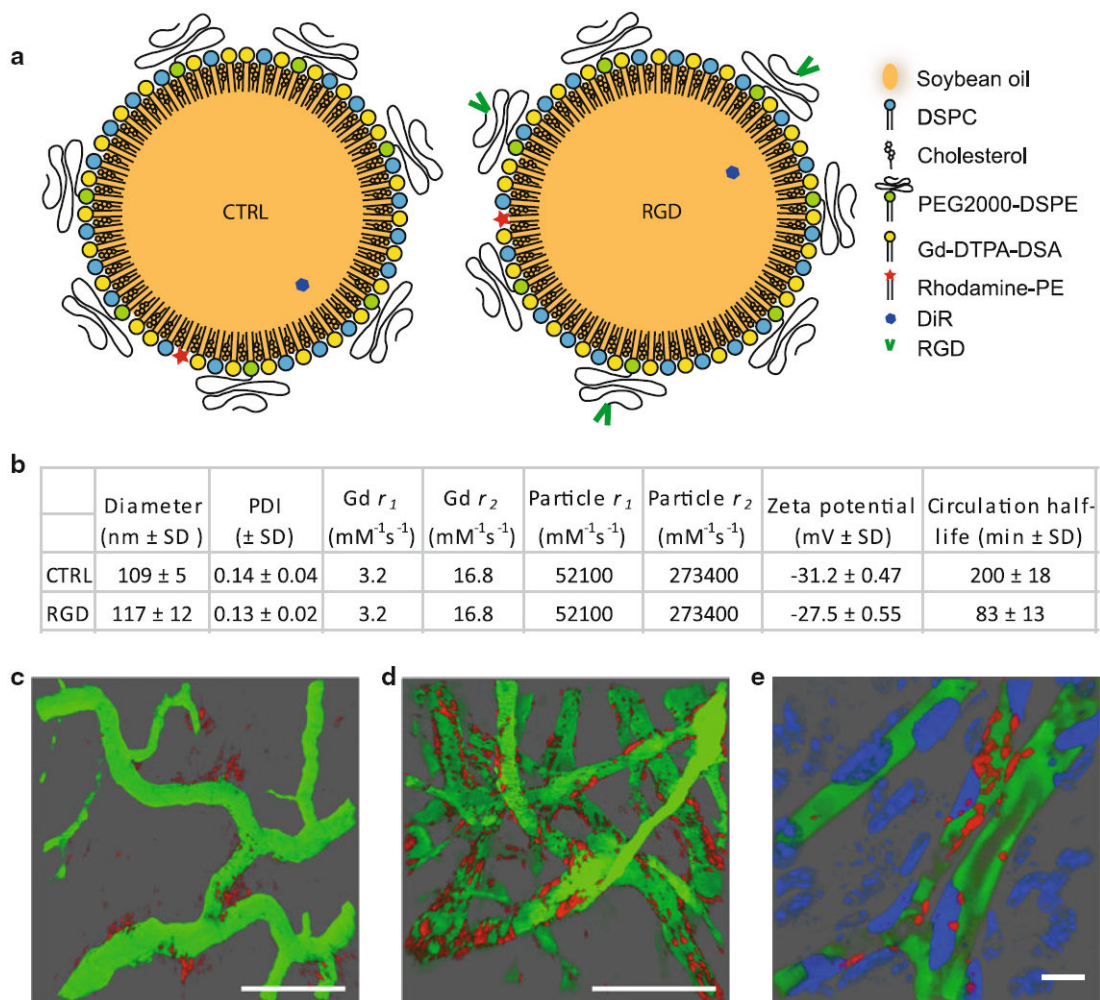 a
CTRL
RGD
Soybean oil
DSPC
Cholesterol
PEG2000-DSPE
Gd-DTPA-DSA
Rhodamine-PE
DiR
RGD
b
Diameter (nm ± SD ) PDI (± SD) Gd r1 (mM-1s-1) Gd r2 (mM-1s-1) Particle r1 (mM-1s-1) Particle r2 (mM-1s-1) Zeta potential (mV ± SD) Circulation half-life (min ± SD)
CTRL 109 ± 5 0.14 ± 0.04 3.2 16.8 52100 273400 -31.2 ± 0.47 200 ± 18
RGD 117 ± 12 0.13 ± 0.02 3.2 16.8 52100 273400 -27.5 ± 0.55 83 ± 13
c
d
e